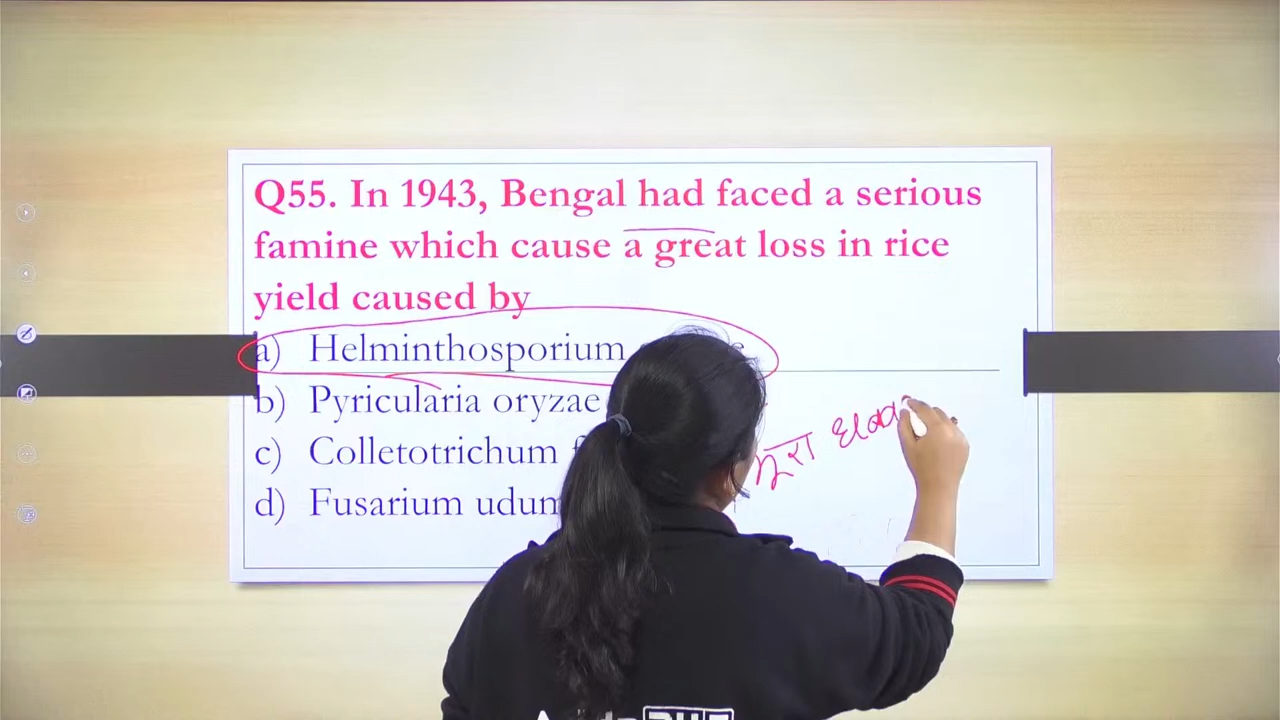 Q55. In 1943, Bengal had faced a serious
famine which cause a great loss in rice
yield caused by
a) Helminthosporium
b) Pyricularia oryzae
c) Colletotrichum
d) Fusarium
भूरा